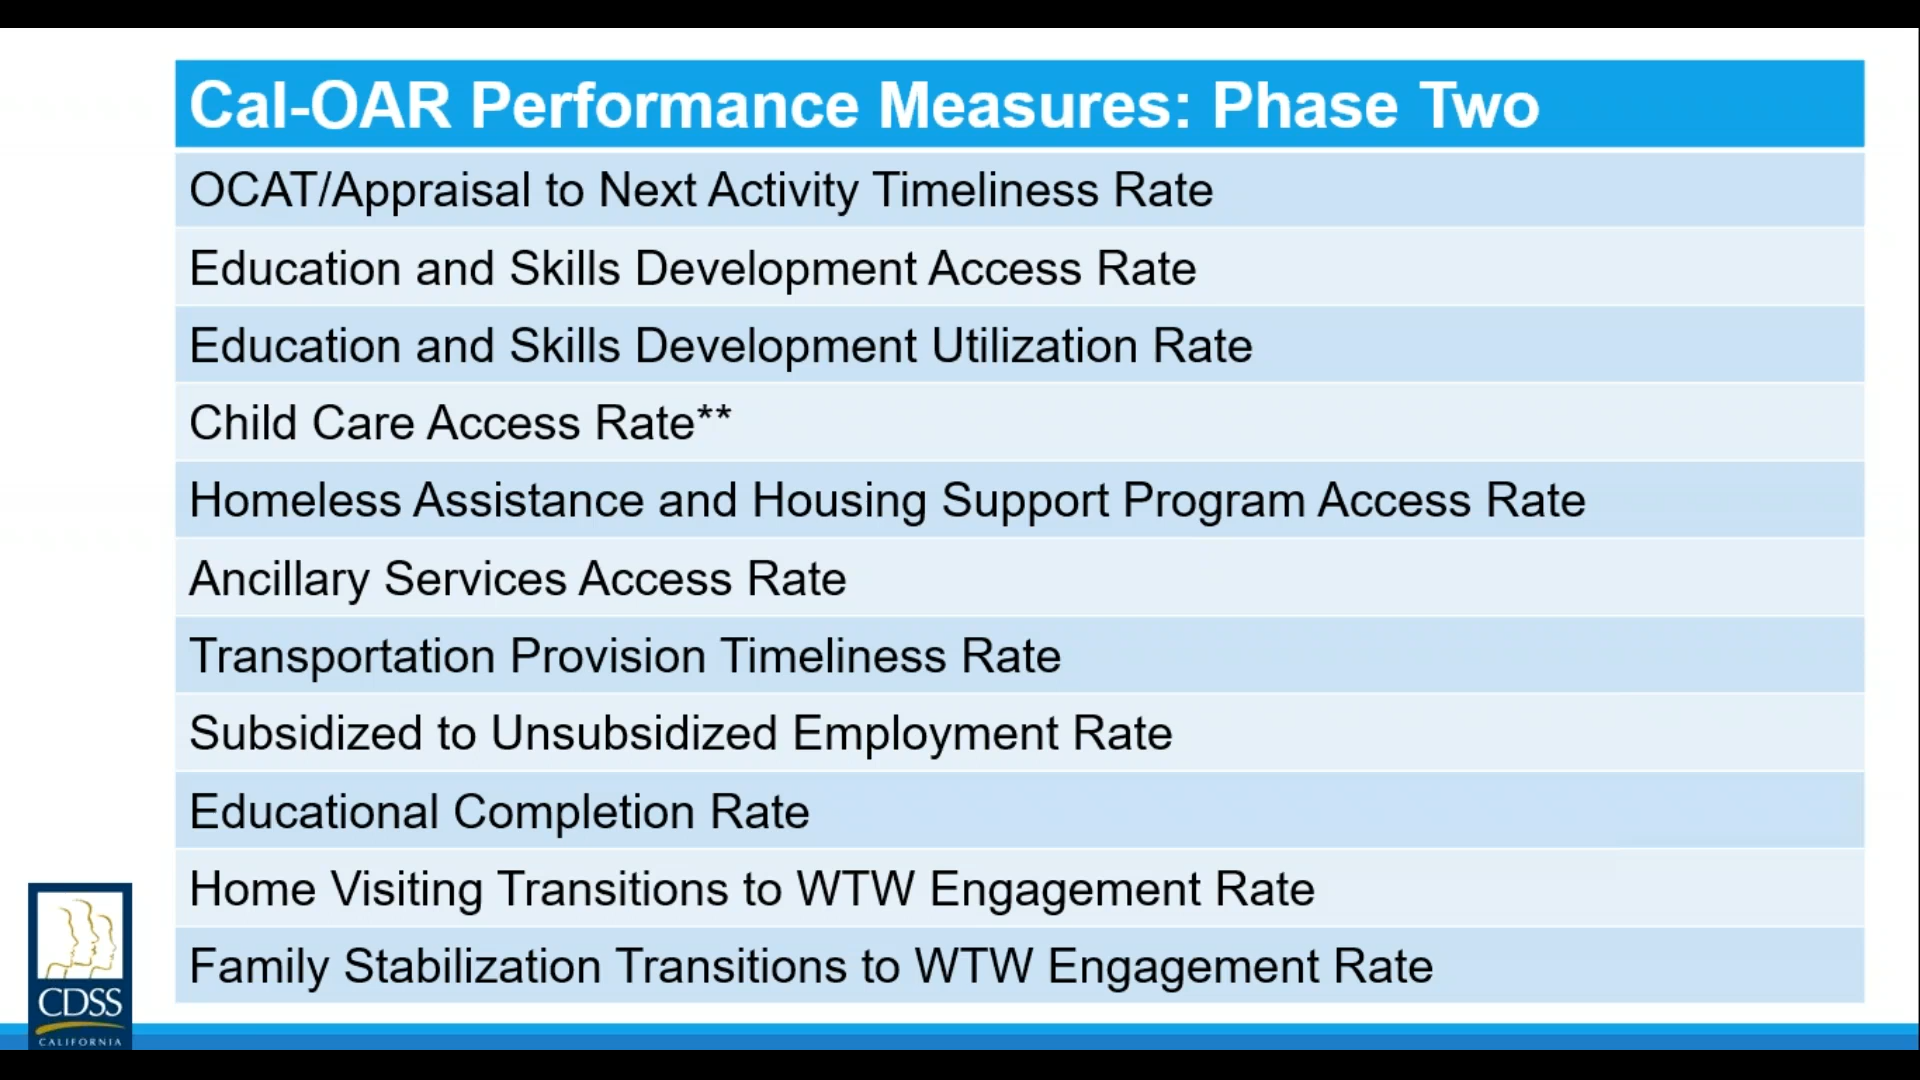 Cal-OAR Performance Measures: Phase Two
OCAT/Appraisal to Next Activity Timeliness Rate
Education and Skills Development Access Rate
Education and Skills Development Utilization Rate
Child Care Access Rate**
Homeless Assistance and Housing Support Program Access Rate
Ancillary Services Access Rate
Transportation Provision Timeliness Rate
Subsidized to Unsubsidized Employment Rate
Educational Completion Rate
Home Visiting Transitions to WTW Engagement Rate
Family Stabilization Transitions to WTW Engagement Rate
CDSS
CALIFORNIA